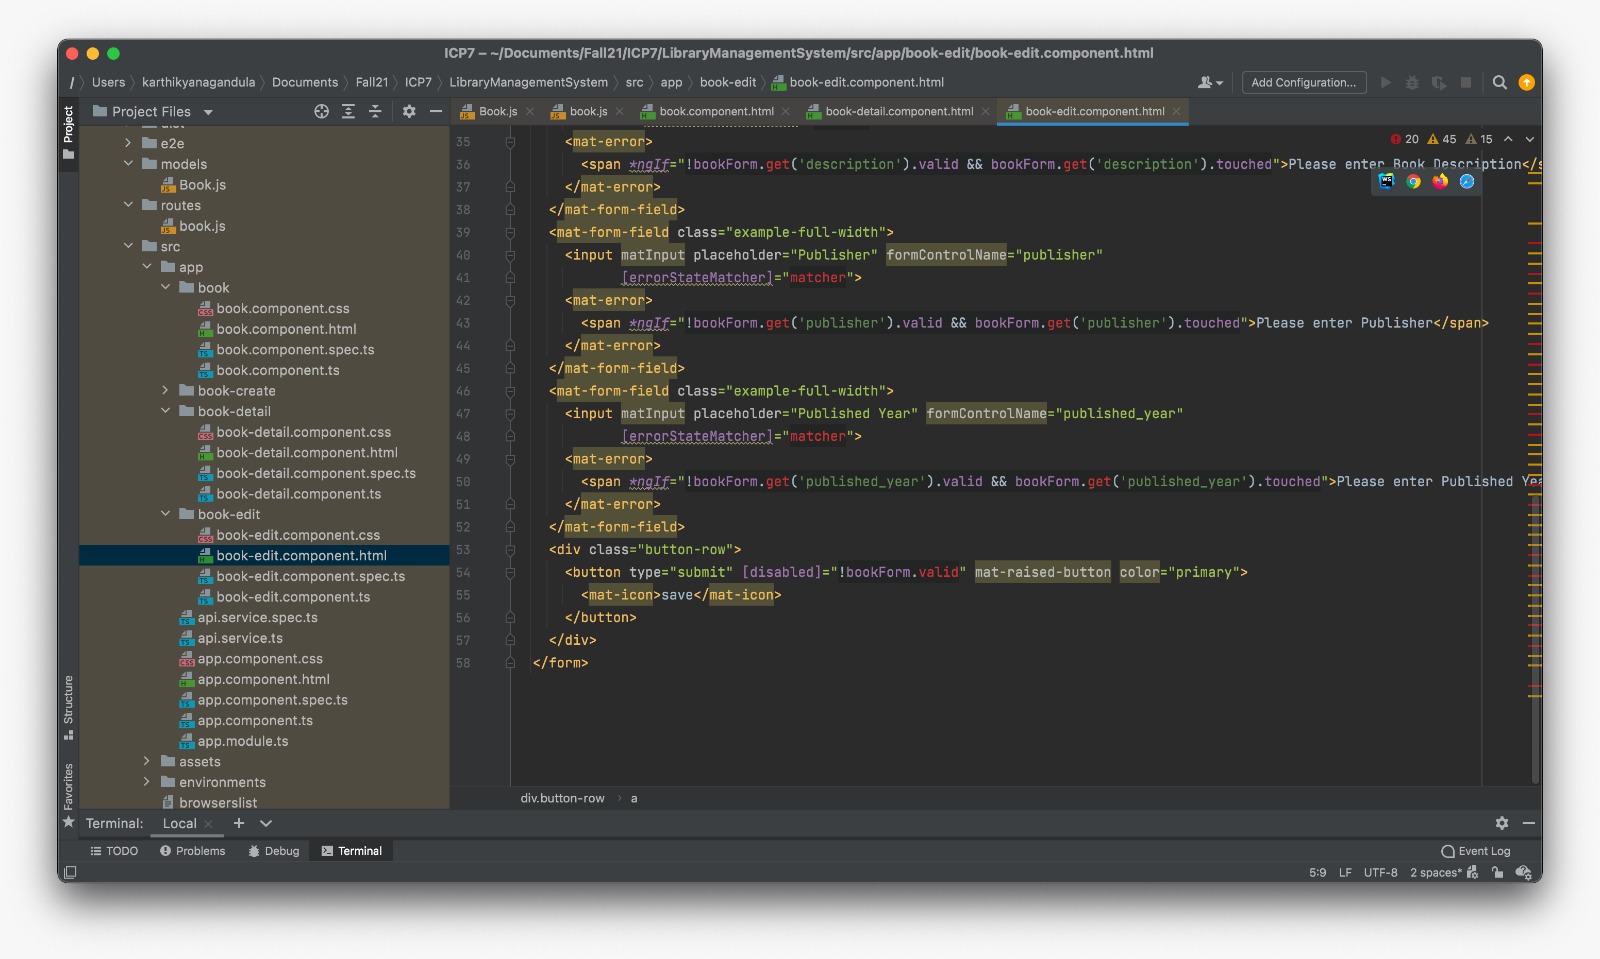 ICP7 – ~/Documents/Fall21/ICP7/LibraryManagementSystem/src/app/book-edit/book-edit.component.html
/ Users karthikyanagandula Documents Fall21 ICP7 LibraryManagementSystem src app book-edit book-edit.component.html
Add Configuration...
Project
Project Files
Book.js book.js book.component.html book-detail.component.html book-edit.component.html
20 45 15
e2e
models
Book.js
routes
book.js
src
app
book
book.component.css
book.component.html
book.component.spec.ts
book.component.ts
book-create
book-detail
book-detail.component.css
book-detail.component.html
book-detail.component.spec.ts
book-detail.component.ts
book-edit
book-edit.component.css
book-edit.component.html
book-edit.component.spec.ts
book-edit.component.ts
api.service.spec.ts
api.service.ts
app.component.css
app.component.html
app.component.spec.ts
app.component.ts
app.module.ts
assets
environments
browserslist
Structure
Favorites
35 <mat-error>
36 <span *ngIf="!bookForm.get('description').valid && bookForm.get('description').touched">Please enter Book Description</s
37 </mat-error>
38 </mat-form-field>
39 <mat-form-field class="example-full-width">
40 <input matInput placeholder="Publisher" formControlName="publisher"
41 [errorStateMatcher]="matcher">
42 <mat-error>
43 <span *ngIf="!bookForm.get('publisher').valid && bookForm.get('publisher').touched">Please enter Publisher</span>
44 </mat-error>
45 </mat-form-field>
46 <mat-form-field class="example-full-width">
47 <input matInput placeholder="Published Year" formControlName="published_year"
48 [errorStateMatcher]="matcher">
49 <mat-error>
50 <span *ngIf="!bookForm.get('published_year').valid && bookForm.get('published_year').touched">Please enter Published Yea
51 </mat-error>
52 </mat-form-field>
53 <div class="button-row">
54 <button type="submit" [disabled]="!bookForm.valid" mat-raised-button color="primary">
55 <mat-icon>save</mat-icon>
56 </button>
57 </div>
58 </form>
div.button-row a
Terminal: Local
TODO Problems Debug Terminal
Event Log
5:9 LF UTF-8 2 spaces*